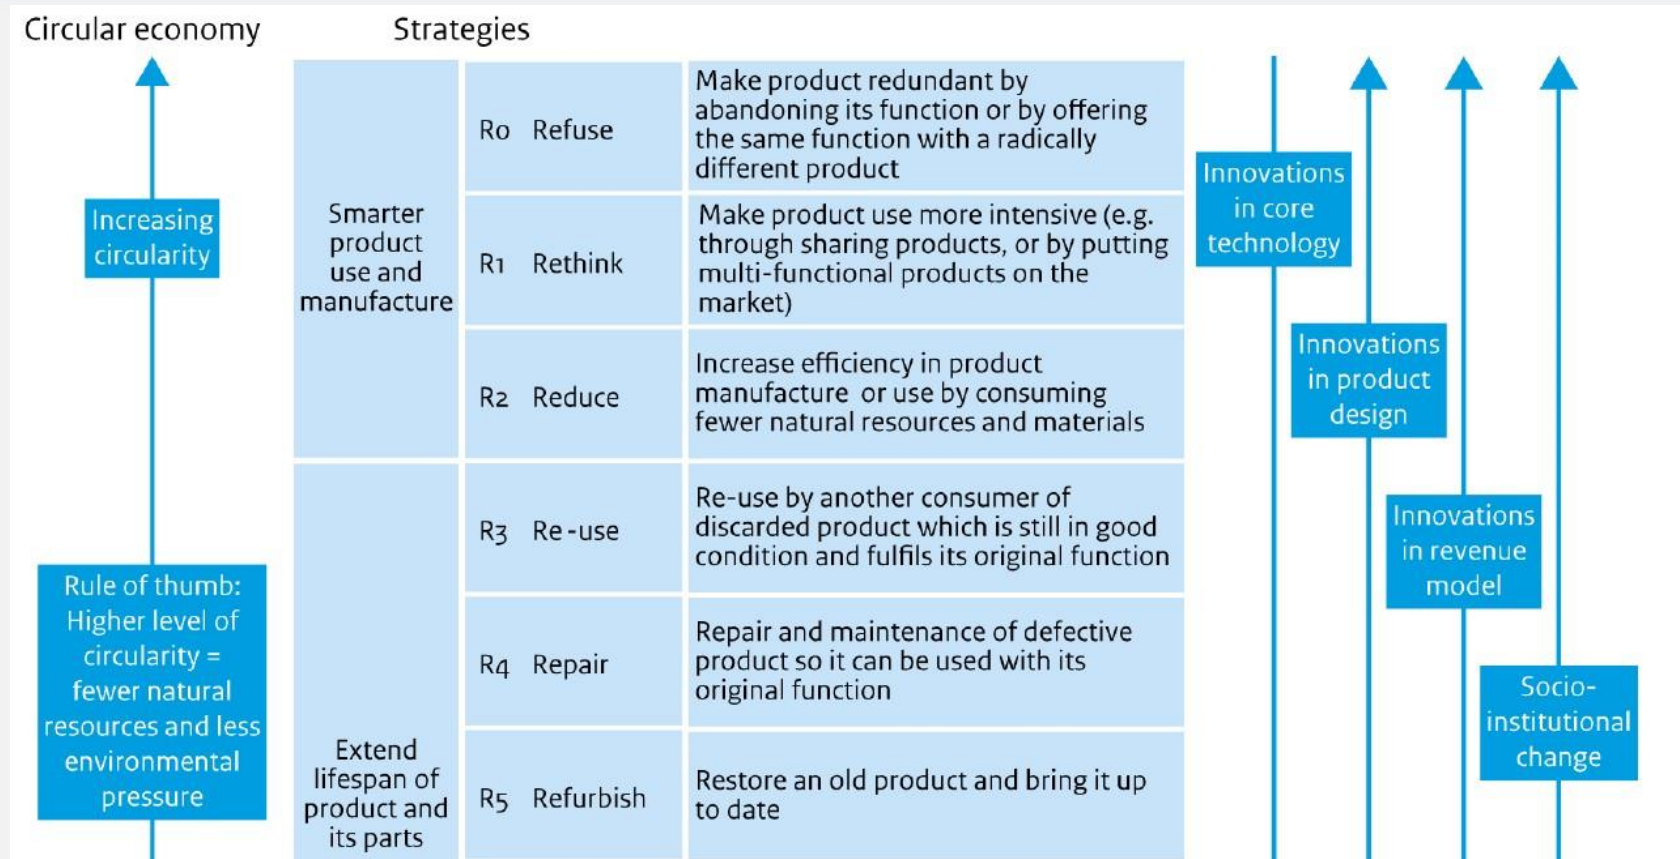 Circular economy
Strategies
Increasing
circularity
Rule of thumb:
Higher level of
circularity =
fewer natural
resources and less
environmental
pressure
Smarter
product
use and
manufacture
R0 Refuse
Make product redundant by
abandoning its function or by offering
the same function with a radically
different product
R1 Rethink
Make product use more intensive (e.g.
through sharing products, or by putting
multi-functional products on the
market)
R2 Reduce
Increase efficiency in product
manufacture or use by consuming
fewer natural resources and materials
Extend
lifespan of
product and
its parts
R3 Re-use
Re-use by another consumer of
discarded product which is still in good
condition and fulfils its original function
R4 Repair
Repair and maintenance of defective
product so it can be used with its
original function
R5 Refurbish
Restore an old product and bring it up
to date
Innovations
in core
technology
Innovations
in product
design
Innovations
in revenue
model
Socio-
institutional
change